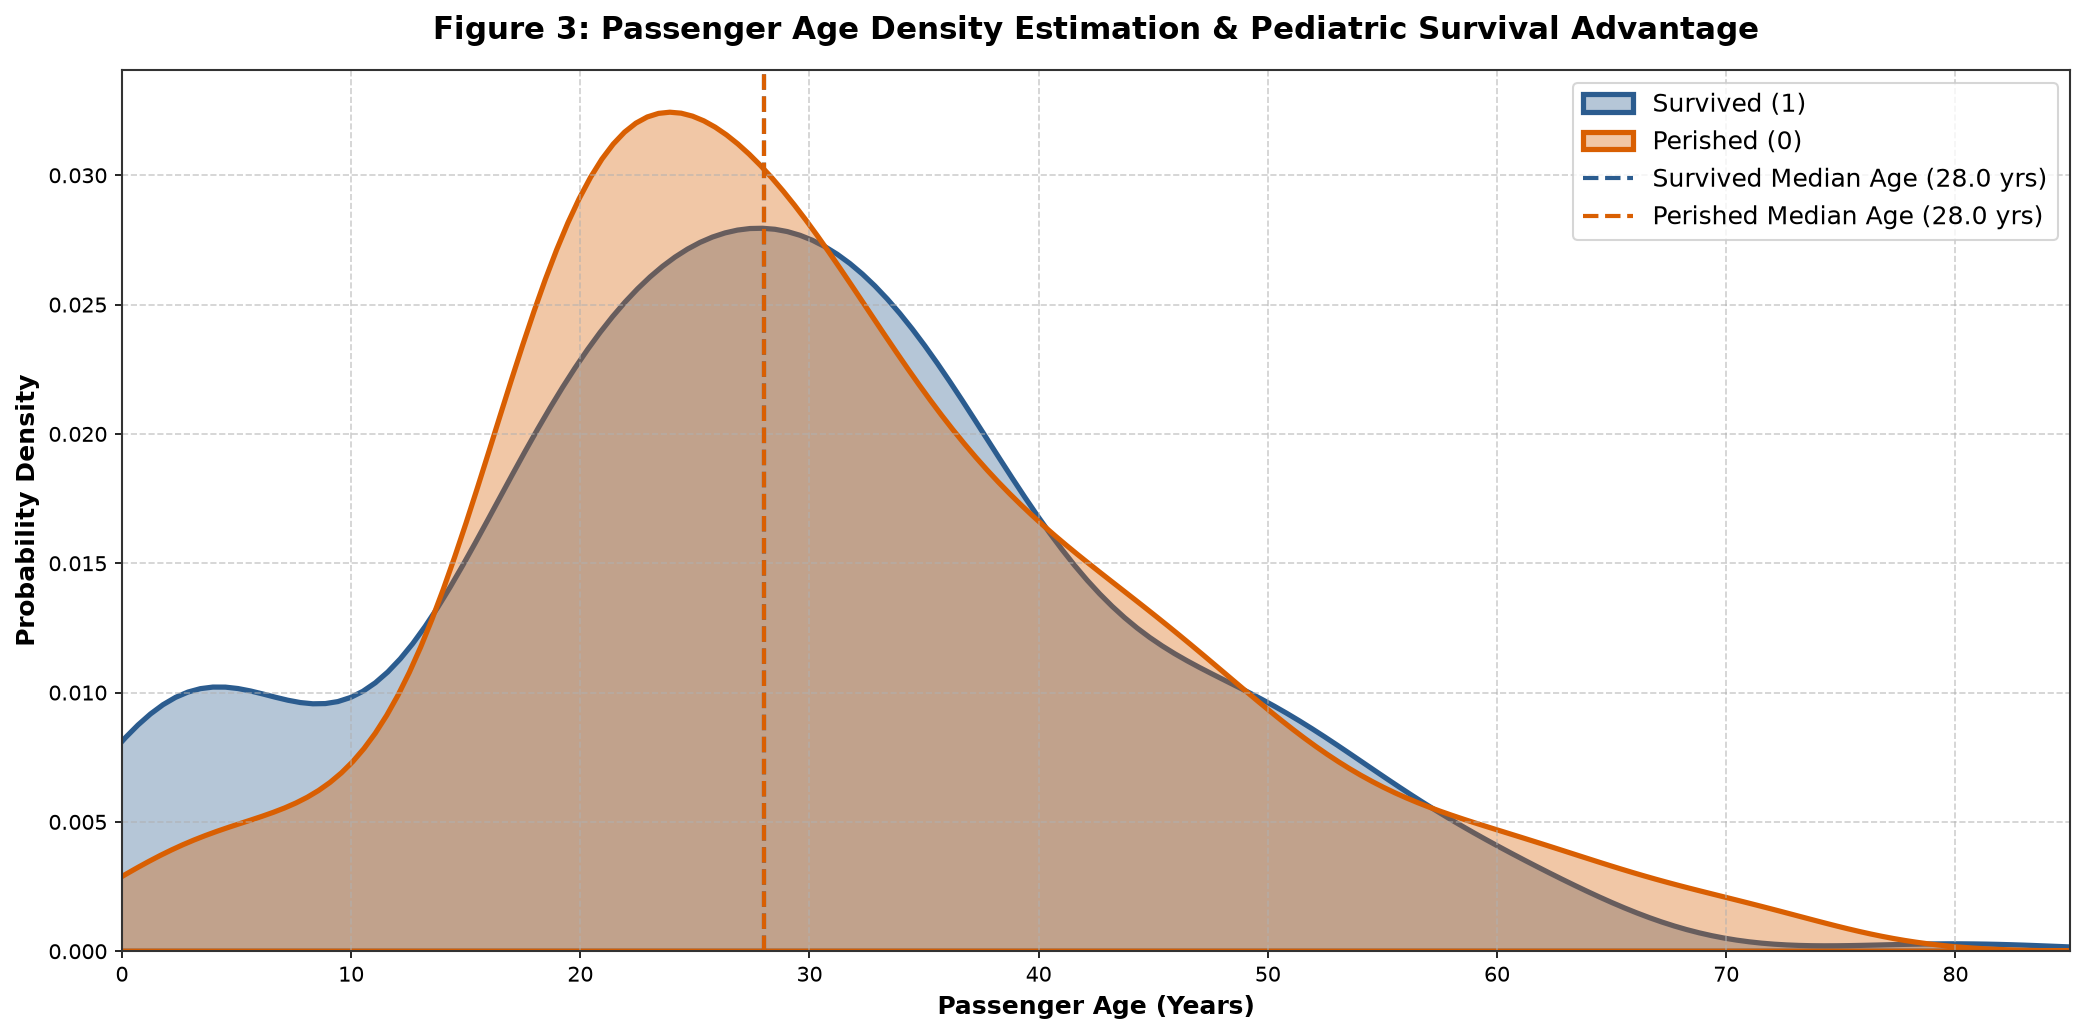 Figure 3: Passenger Age Density Estimation & Pediatric Survival Advantage
Survived (1)
Perished (0)
Survived Median Age (28.0 yrs)
Perished Median Age (28.0 yrs)
Probability Density
0.030
0.025
0.020
0.015
0.010
0.005
0.000
0 10 20 30 40 50 60 70 80
Passenger Age (Years)